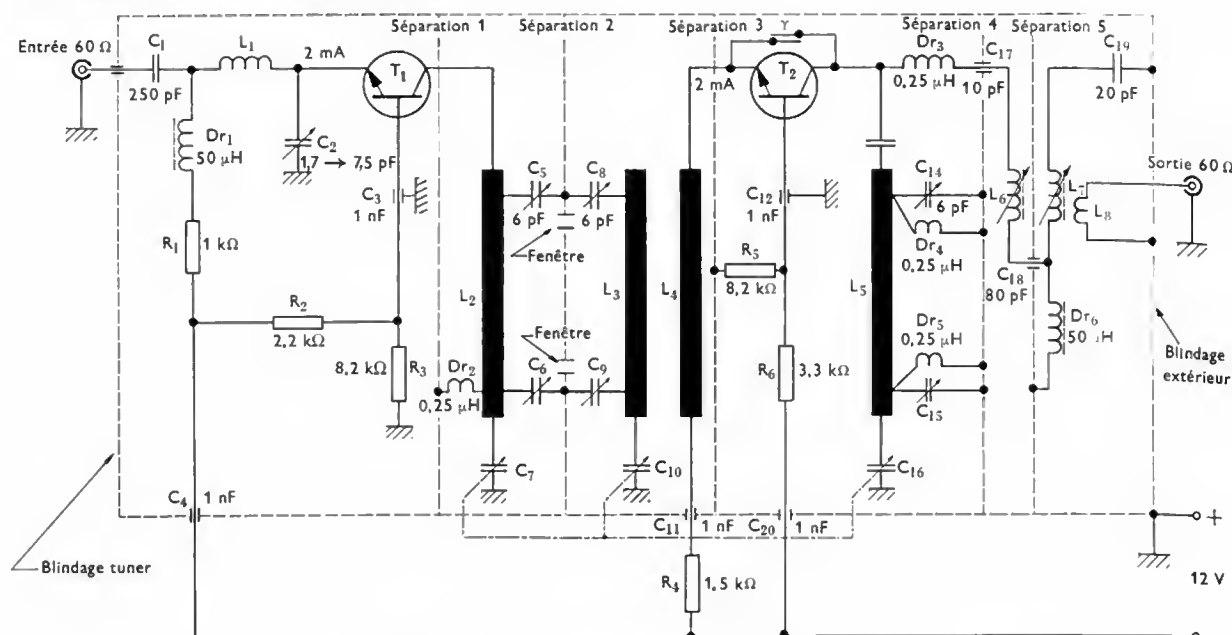 Séparation 1
Séparation 2
Séparation 3
Séparation 4
Séparation 5
Entrée 60 Ω
C1
250 pF
L1
2 mA
T1
Dr1
50 µH
C2
1,7 → 7,5 pF
C3
1 nF
R1
1 kΩ
R2
2,2 kΩ
R3
8,2 kΩ
Dr2
0,25 µH
L2
C5
6 pF
C8
6 pF
Fenêtre
Fenêtre
C6
C9
L3
C7
C10
L4
2 mA
T2
γ
C12
1 nF
R5
8,2 kΩ
R6
3,3 kΩ
L5
Dr3
0,25 µH
C17
10 pF
C14
6 pF
Dr4
0,25 µH
Dr5
0,25 µH
C15
C16
L6
C18
80 pF
C19
20 pF
L7
L8
Sortie 60 Ω
Dr6
50 µH
Blindage
extérieur
C4
1 nF
C11
1 nF
C20
1 nF
R4
1,5 kΩ
Blindage tuner
+
12 V